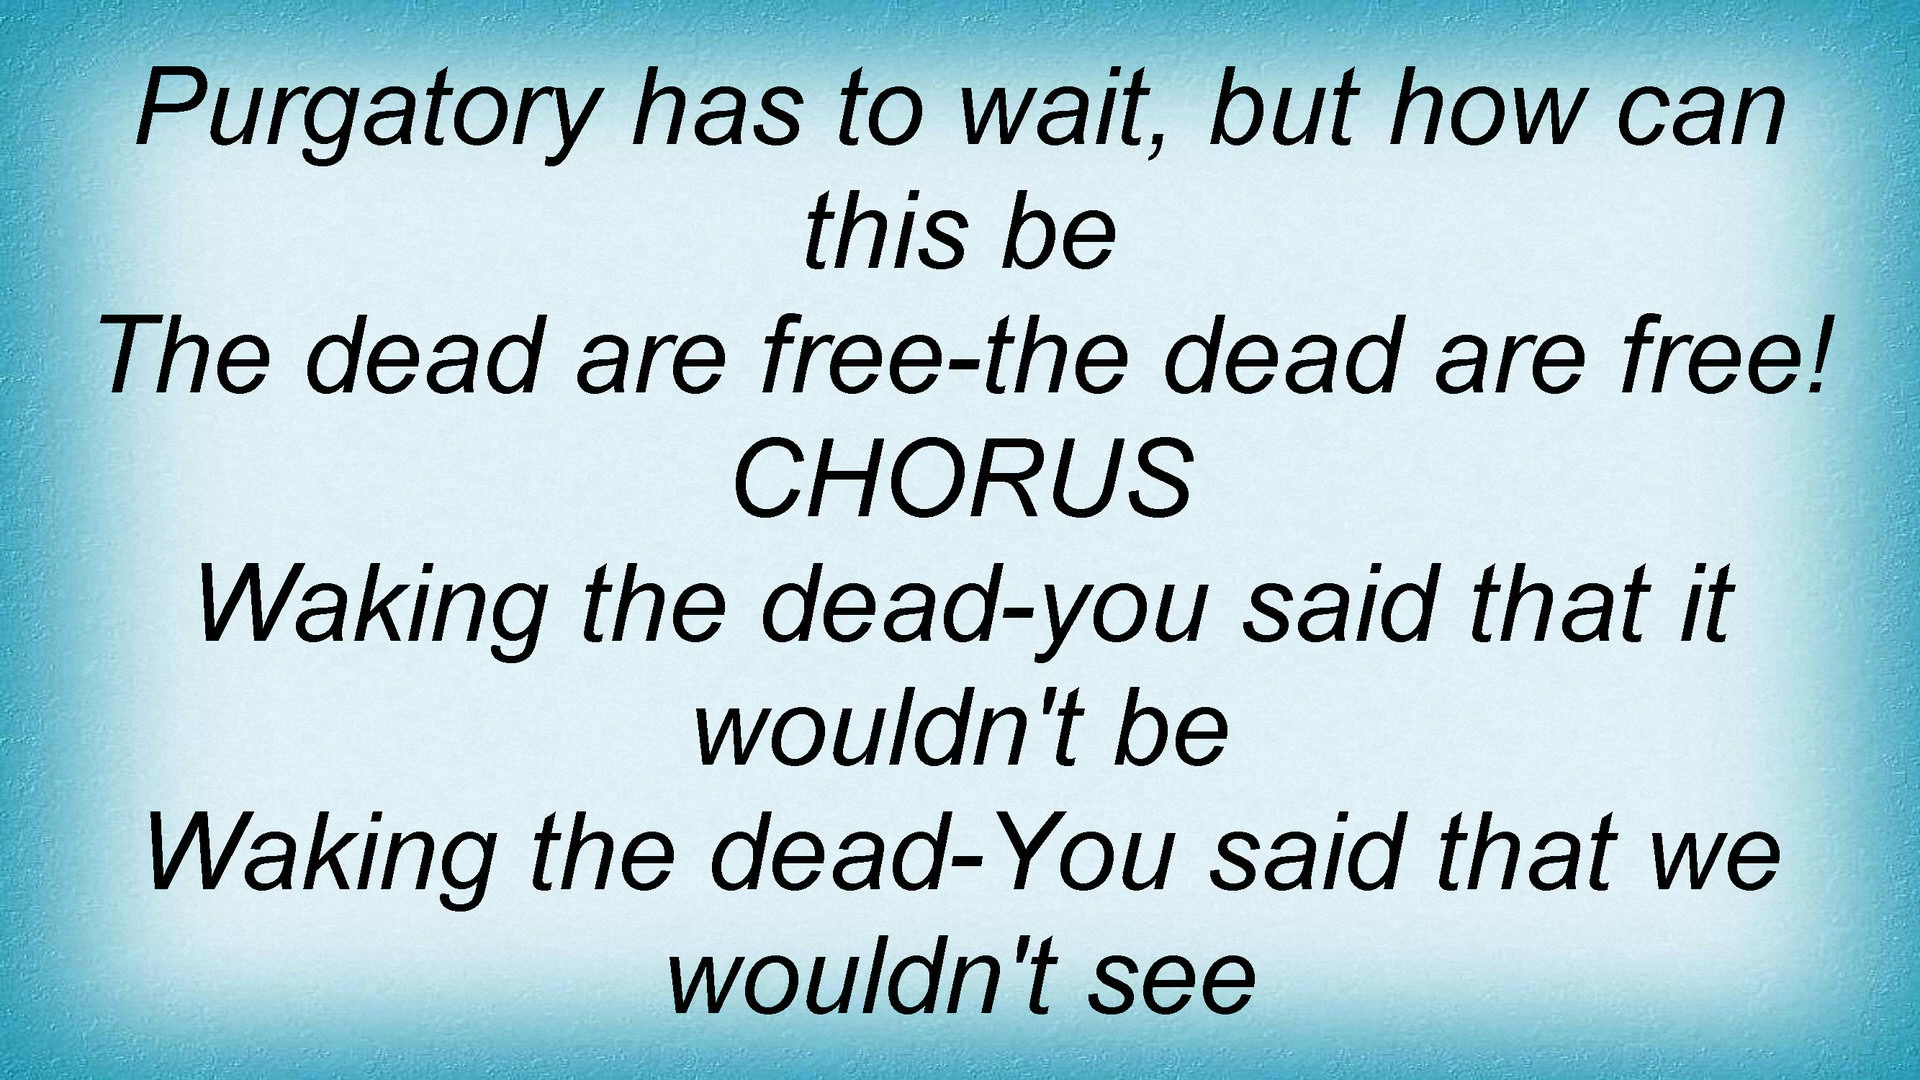 Purgatory has to wait, but how can
this be
The dead are free-the dead are free!
CHORUS
Waking the dead-you said that it
wouldn't be
Waking the dead-You said that we
wouldn't see